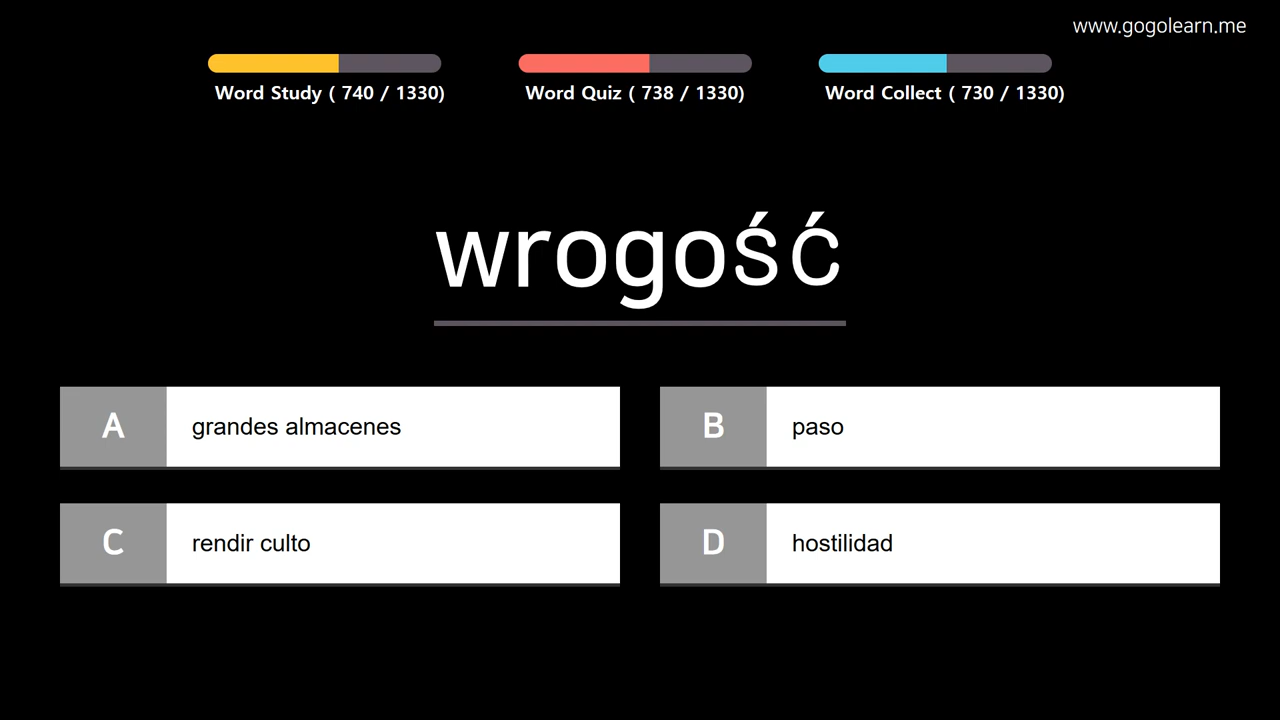 www.gogolearn.me
Word Study ( 740 / 1330)
Word Quiz ( 738 / 1330)
Word Collect ( 730 / 1330)
wrogość
A grandes almacenes
B paso
C rendir culto
D hostilidad